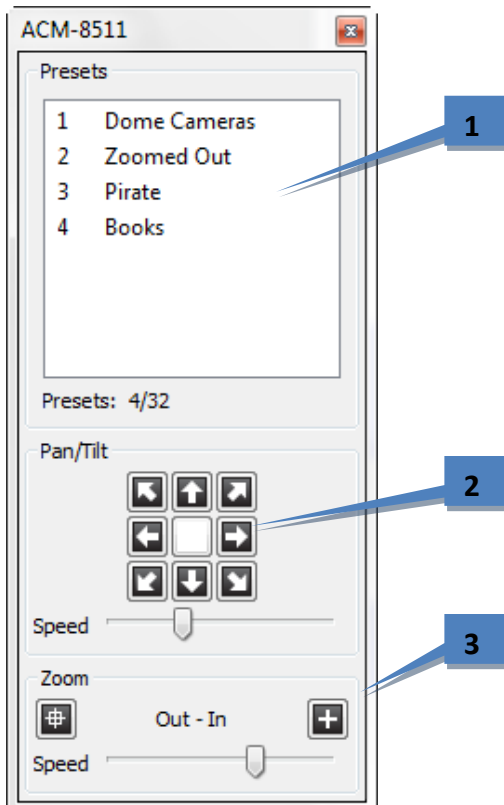 ACM-8511
Presets
1 Dome Cameras
2 Zoomed Out
3 Pirate
4 Books
Presets: 4/32
1
Pan/Tilt
2
Speed
3
Zoom
Out - In
Speed